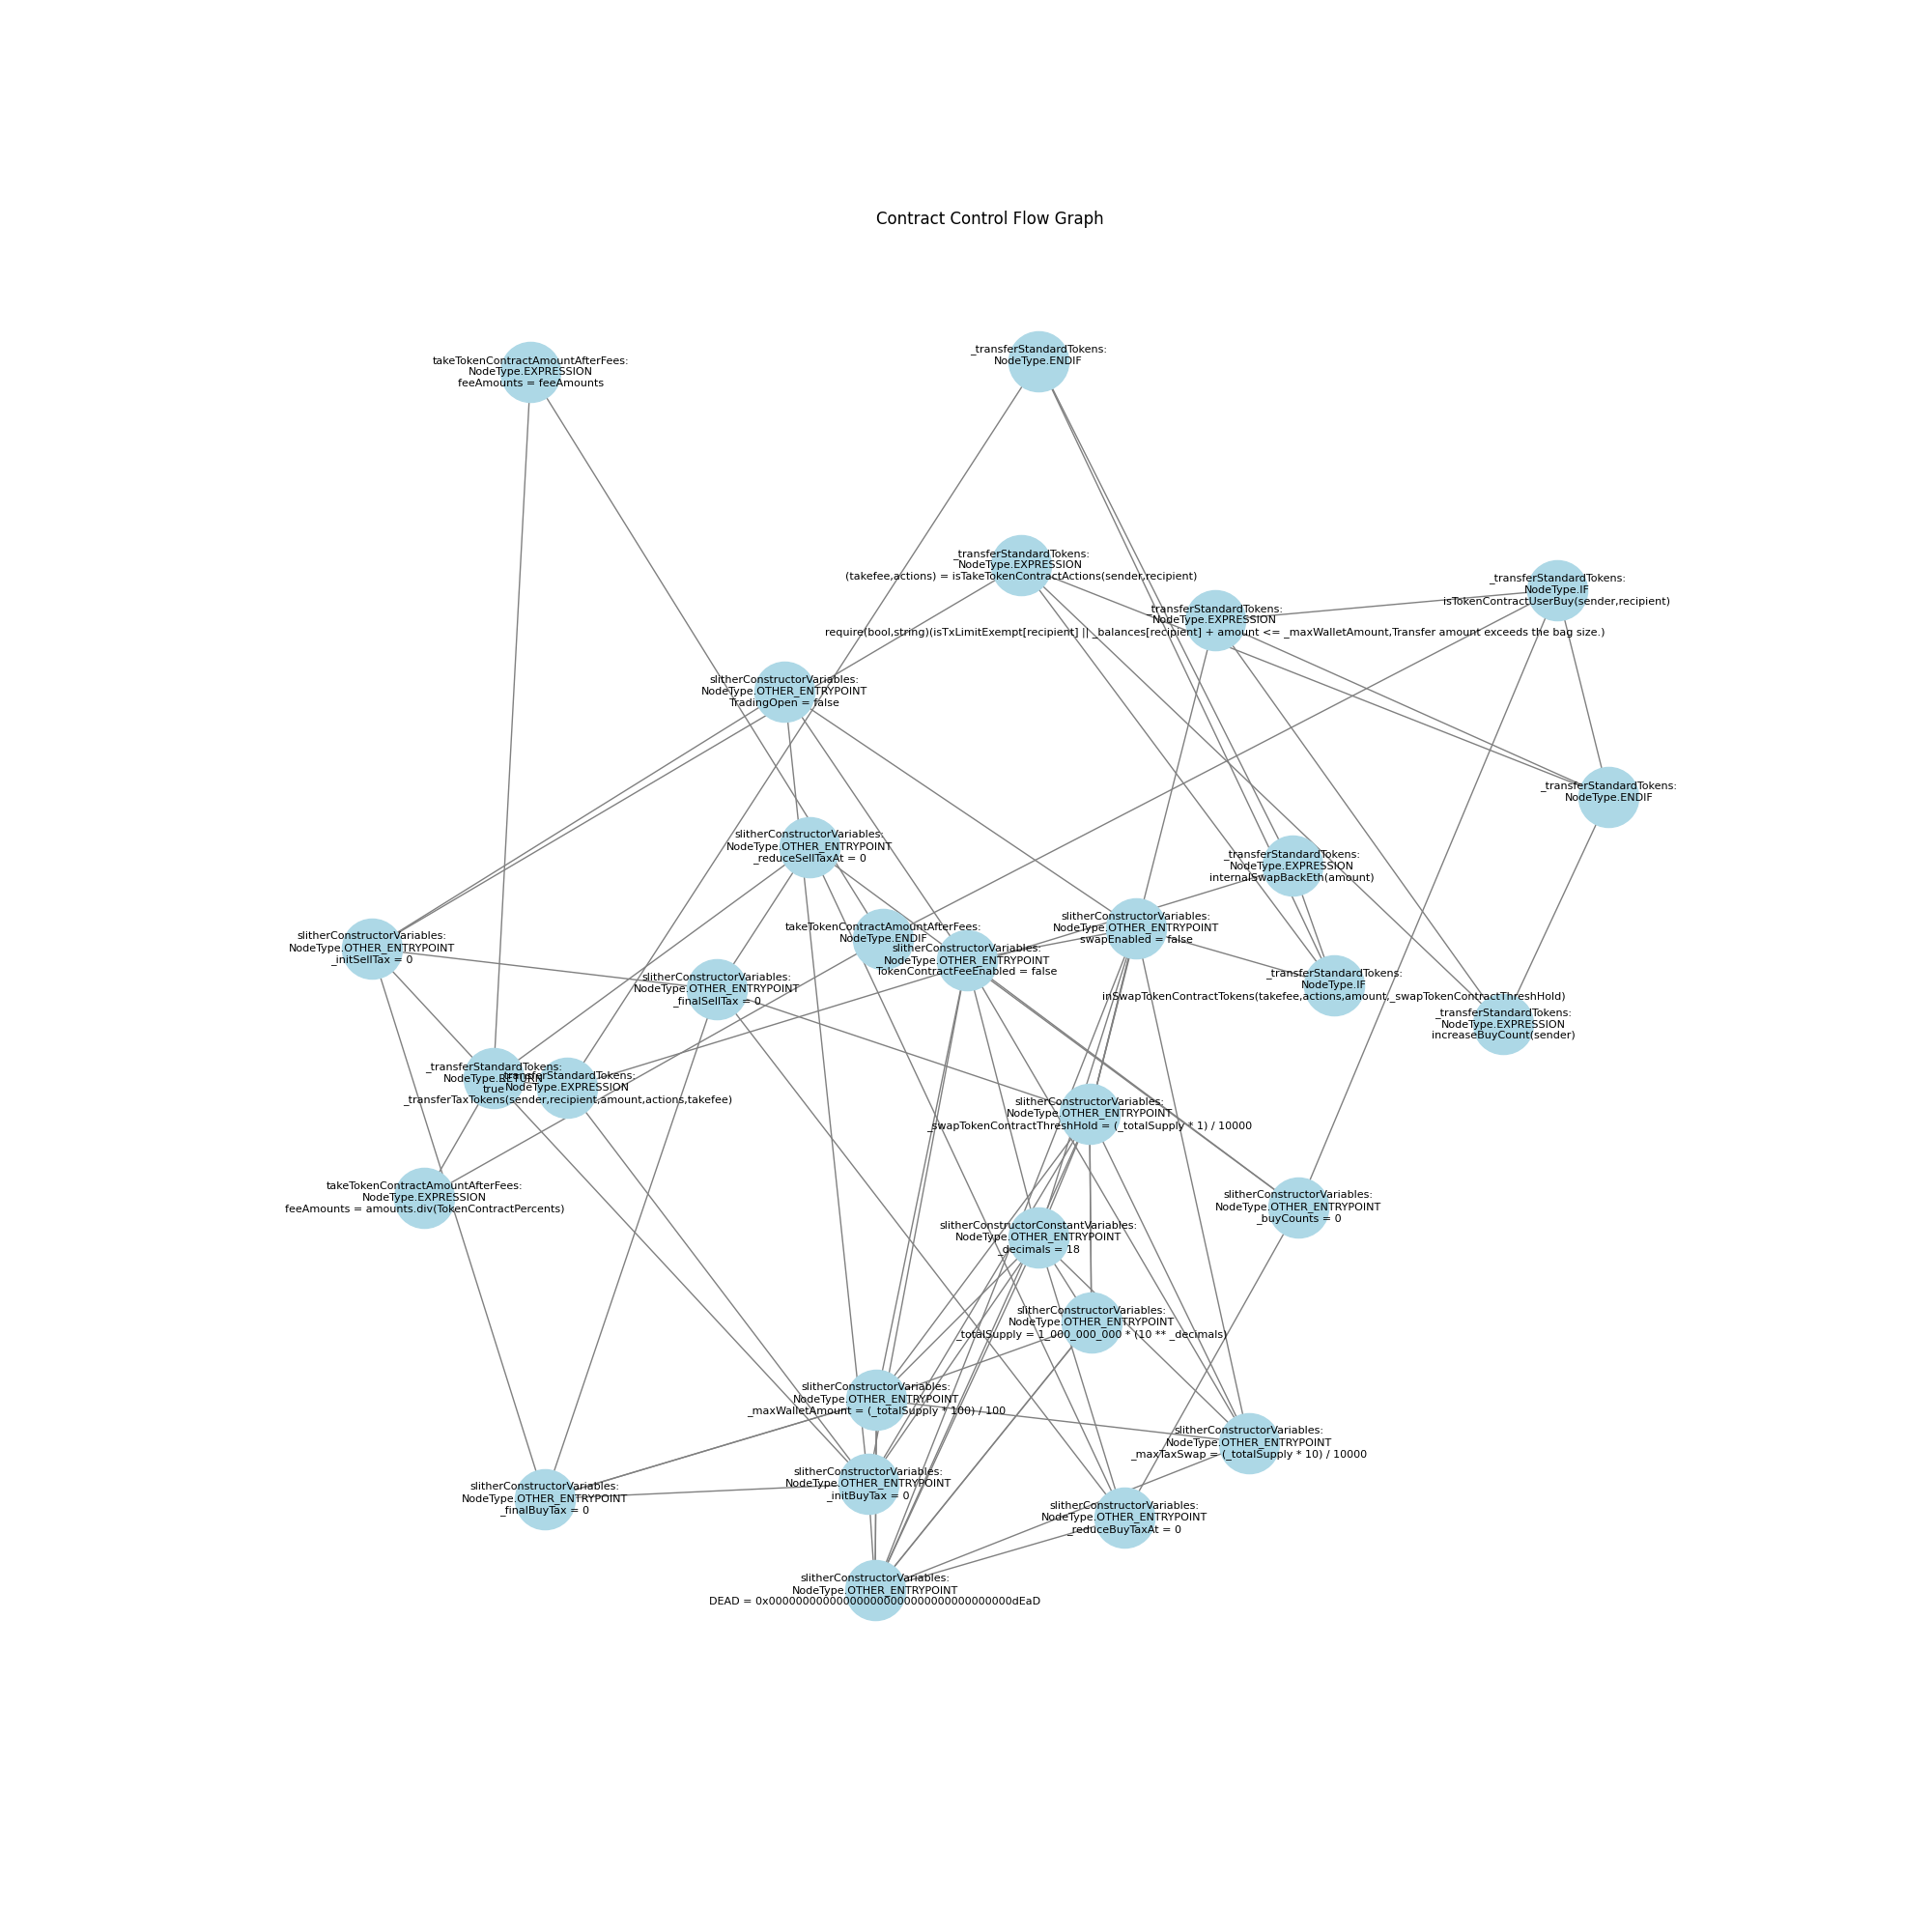 Contract Control Flow Graph
takeTokenContractAmountAfterFees:
NodeType.EXPRESSION
feeAmounts = feeAmounts
_transferStandardTokens:
NodeType.ENDIF
_transferStandardTokens:
NodeType.EXPRESSION
(takefee,actions) = isTakeTokenContractActions(sender,recipient)
_transferStandardTokens:
NodeType.IF
isTokenContractUserBuy(sender,recipient)
_transferStandardTokens:
NodeType.EXPRESSION
require(bool,string)(isTxLimitExempt[recipient] || _balances[recipient] + amount <= _maxWalletAmount,Transfer amount exceeds the bag size.)
slitherConstructorVariables:
NodeType.OTHER_ENTRYPOINT
TradingOpen = false
_transferStandardTokens:
NodeType.ENDIF
slitherConstructorVariables:
NodeType.OTHER_ENTRYPOINT
_reduceSellTaxAt = 0
_transferStandardTokens:
NodeType.EXPRESSION
internalSwapBackEth(amount)
slitherConstructorVariables:
NodeType.OTHER_ENTRYPOINT
swapEnabled = false
takeTokenContractAmountAfterFees:
NodeType.ENDIF
slitherConstructorVariables:
NodeType.OTHER_ENTRYPOINT
_initSellTax = 0
slitherConstructorVariables:
NodeType.OTHER_ENTRYPOINT
TokenContractFeeEnabled = false
slitherConstructorVariables:
NodeType.OTHER_ENTRYPOINT
_finalSellTax = 0
_transferStandardTokens:
NodeType.IF
inSwapTokenContractTokens(takefee,actions,amount,_swapTokenContractThreshHold)
_transferStandardTokens:
NodeType.EXPRESSION
increaseBuyCount(sender)
_transferStandardTokens:
NodeType.RETURN
true
_transferStandardTokens:
NodeType.EXPRESSION
_transferTaxTokens(sender,recipient,amount,actions,takefee)
slitherConstructorVariables:
NodeType.OTHER_ENTRYPOINT
_swapTokenContractThreshHold = (_totalSupply * 1) / 10000
takeTokenContractAmountAfterFees:
NodeType.EXPRESSION
feeAmounts = amounts.div(TokenContractPercents)
slitherConstructorVariables:
NodeType.OTHER_ENTRYPOINT
_buyCounts = 0
slitherConstructorConstantVariables:
NodeType.OTHER_ENTRYPOINT
_decimals = 18
slitherConstructorVariables:
NodeType.OTHER_ENTRYPOINT
_totalSupply = 1_000_000_000 * (10 ** _decimals)
slitherConstructorVariables:
NodeType.OTHER_ENTRYPOINT
_maxWalletAmount = (_totalSupply * 100) / 100
slitherConstructorVariables:
NodeType.OTHER_ENTRYPOINT
_maxTaxSwap = (_totalSupply * 10) / 10000
slitherConstructorVariables:
NodeType.OTHER_ENTRYPOINT
_initBuyTax = 0
slitherConstructorVariables:
NodeType.OTHER_ENTRYPOINT
_finalBuyTax = 0
slitherConstructorVariables:
NodeType.OTHER_ENTRYPOINT
_reduceBuyTaxAt = 0
slitherConstructorVariables:
NodeType.OTHER_ENTRYPOINT
DEAD = 0x000000000000000000000000000000000000dEaD